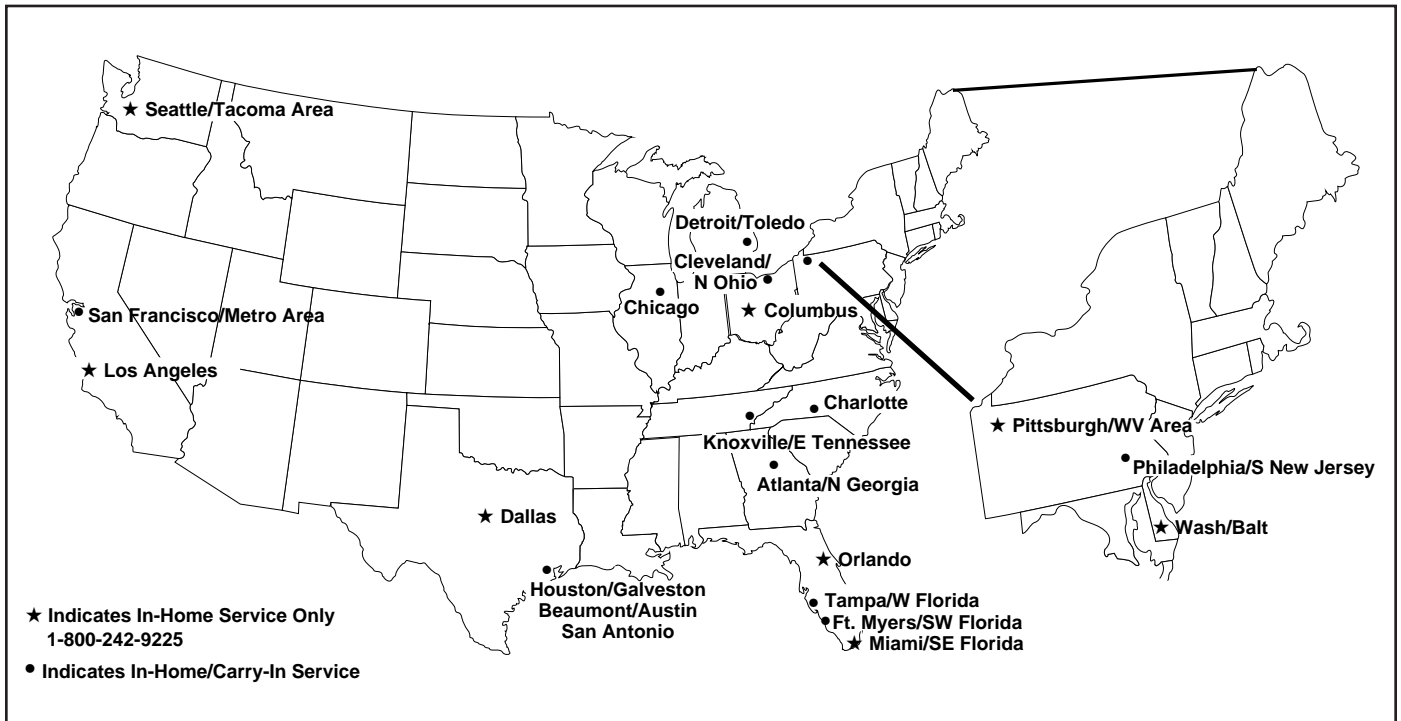 ★ Seattle/Tacoma Area
Detroit/Toledo
Cleveland/
N Ohio
Chicago
★ Columbus
San Francisco/Metro Area
★ Los Angeles
Charlotte
Knoxville/E Tennessee
Atlanta/N Georgia
★ Pittsburgh/WV Area
Philadelphia/S New Jersey
★ Wash/Balt
★ Dallas
★ Orlando
Houston/Galveston
Beaumont/Austin
San Antonio
Tampa/W Florida
Ft. Myers/SW Florida
★ Miami/SE Florida
★ Indicates In-Home Service Only
1-800-242-9225
• Indicates In-Home/Carry-In Service